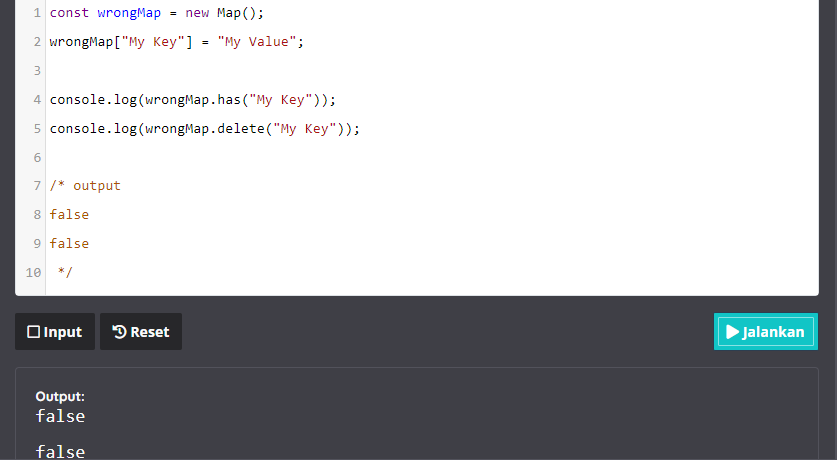 1 const wrongMap = new Map();
2 wrongMap["My Key"] = "My Value";
3
4 console.log(wrongMap.has("My Key"));
5 console.log(wrongMap.delete("My Key"));
6
7 /* output
8 false
9 false
10 */
Input Reset Jalankan
Output:
false
false